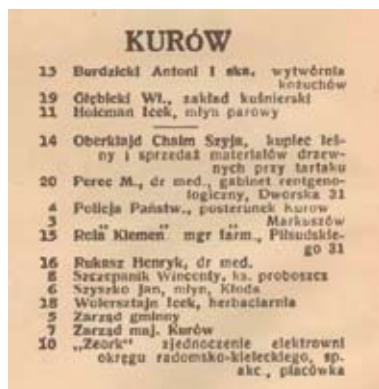 KURÓW
13 Burdzicki Antoni i ska, wytwórnia
kożuchów
19 Głębicki Wł., zakład kuśnierski
11 Holcman Icek, młyn parowy
14 Oberklajd Chaim Szyja, kupiec leś-
ny i sprzedaż materiałów drzew-
nych przy tartaku
20 Perec M., dr med., gabinet rentgeno-
logiczny, Dworska 31
4 Policja Państw., posterunek Kurów
3 " " Markuszów
15 Klemen mgr farm., Piłsudskie-
go 31
16 Rukasz Henryk, dr med.
8 Szczepanik Wincenty, ks. proboszcz
6 Szyszko Jan, młyn, Kłoda
18 Wolersztajn Icek, herbaciarnia
5 Zarząd gminny
7 Zarząd maj. Kurów
10 „Zeork" zjednoczenie elektrowni
okręgu radomsko-kieleckiego, sp.
akc., placówka